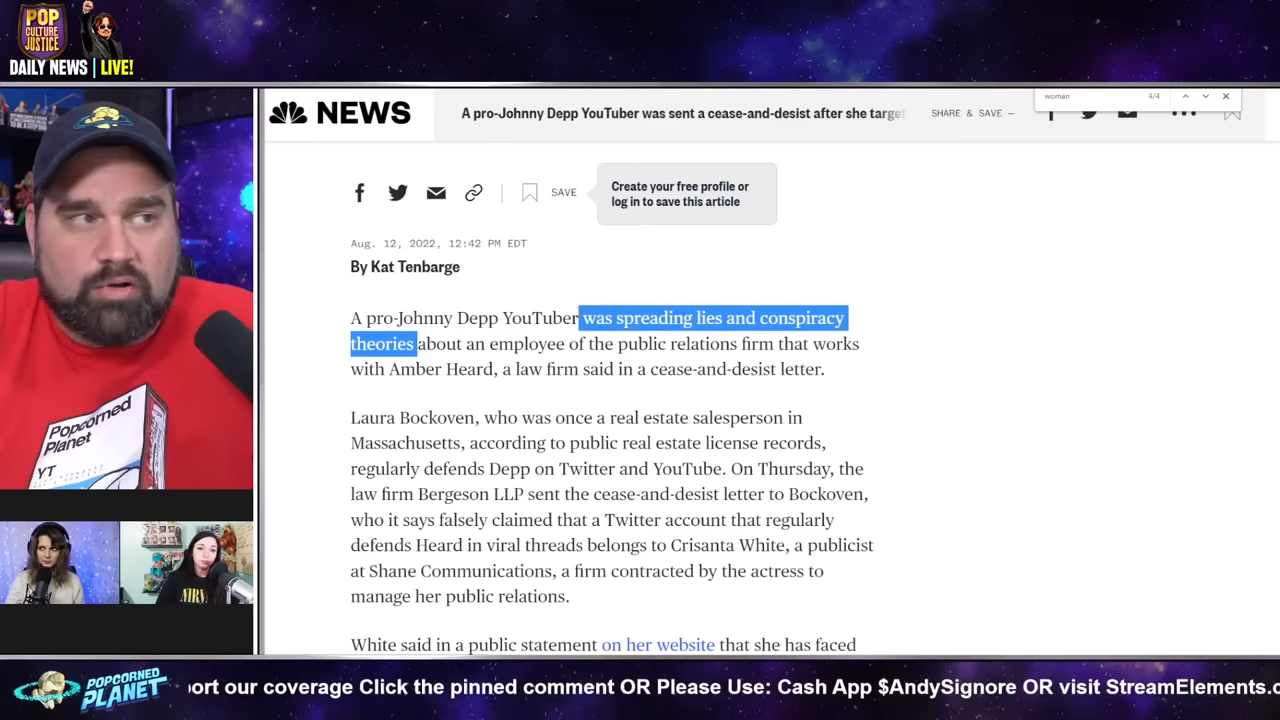 POP
CULTURE
JUSTICE
DAILY NEWS | LIVE!
NEWS
A pro-Johnny Depp YouTuber was sent a cease-and-desist after she target
SHARE & SAVE –
woman
4/4
SAVE
Create your free profile or
log in to save this article
Aug. 12, 2022, 12:42 PM EDT
By Kat Tenbarge
A pro-Johnny Depp YouTuber was spreading lies and conspiracy
theories about an employee of the public relations firm that works
with Amber Heard, a law firm said in a cease-and-desist letter.
Laura Bockoven, who was once a real estate salesperson in
Massachusetts, according to public real estate license records,
regularly defends Depp on Twitter and YouTube. On Thursday, the
law firm Bergeson LLP sent the cease-and-desist letter to Bockoven,
who it says falsely claimed that a Twitter account that regularly
defends Heard in viral threads belongs to Crisanta White, a publicist
at Shane Communications, a firm contracted by the actress to
manage her public relations.
White said in a public statement on her website that she has faced
Popcorned
Planet
YT
NIRV
POPCORNED
PLANET
ort our coverage Click the pinned comment OR Please Use: Cash App $AndySignore OR visit StreamElements.c